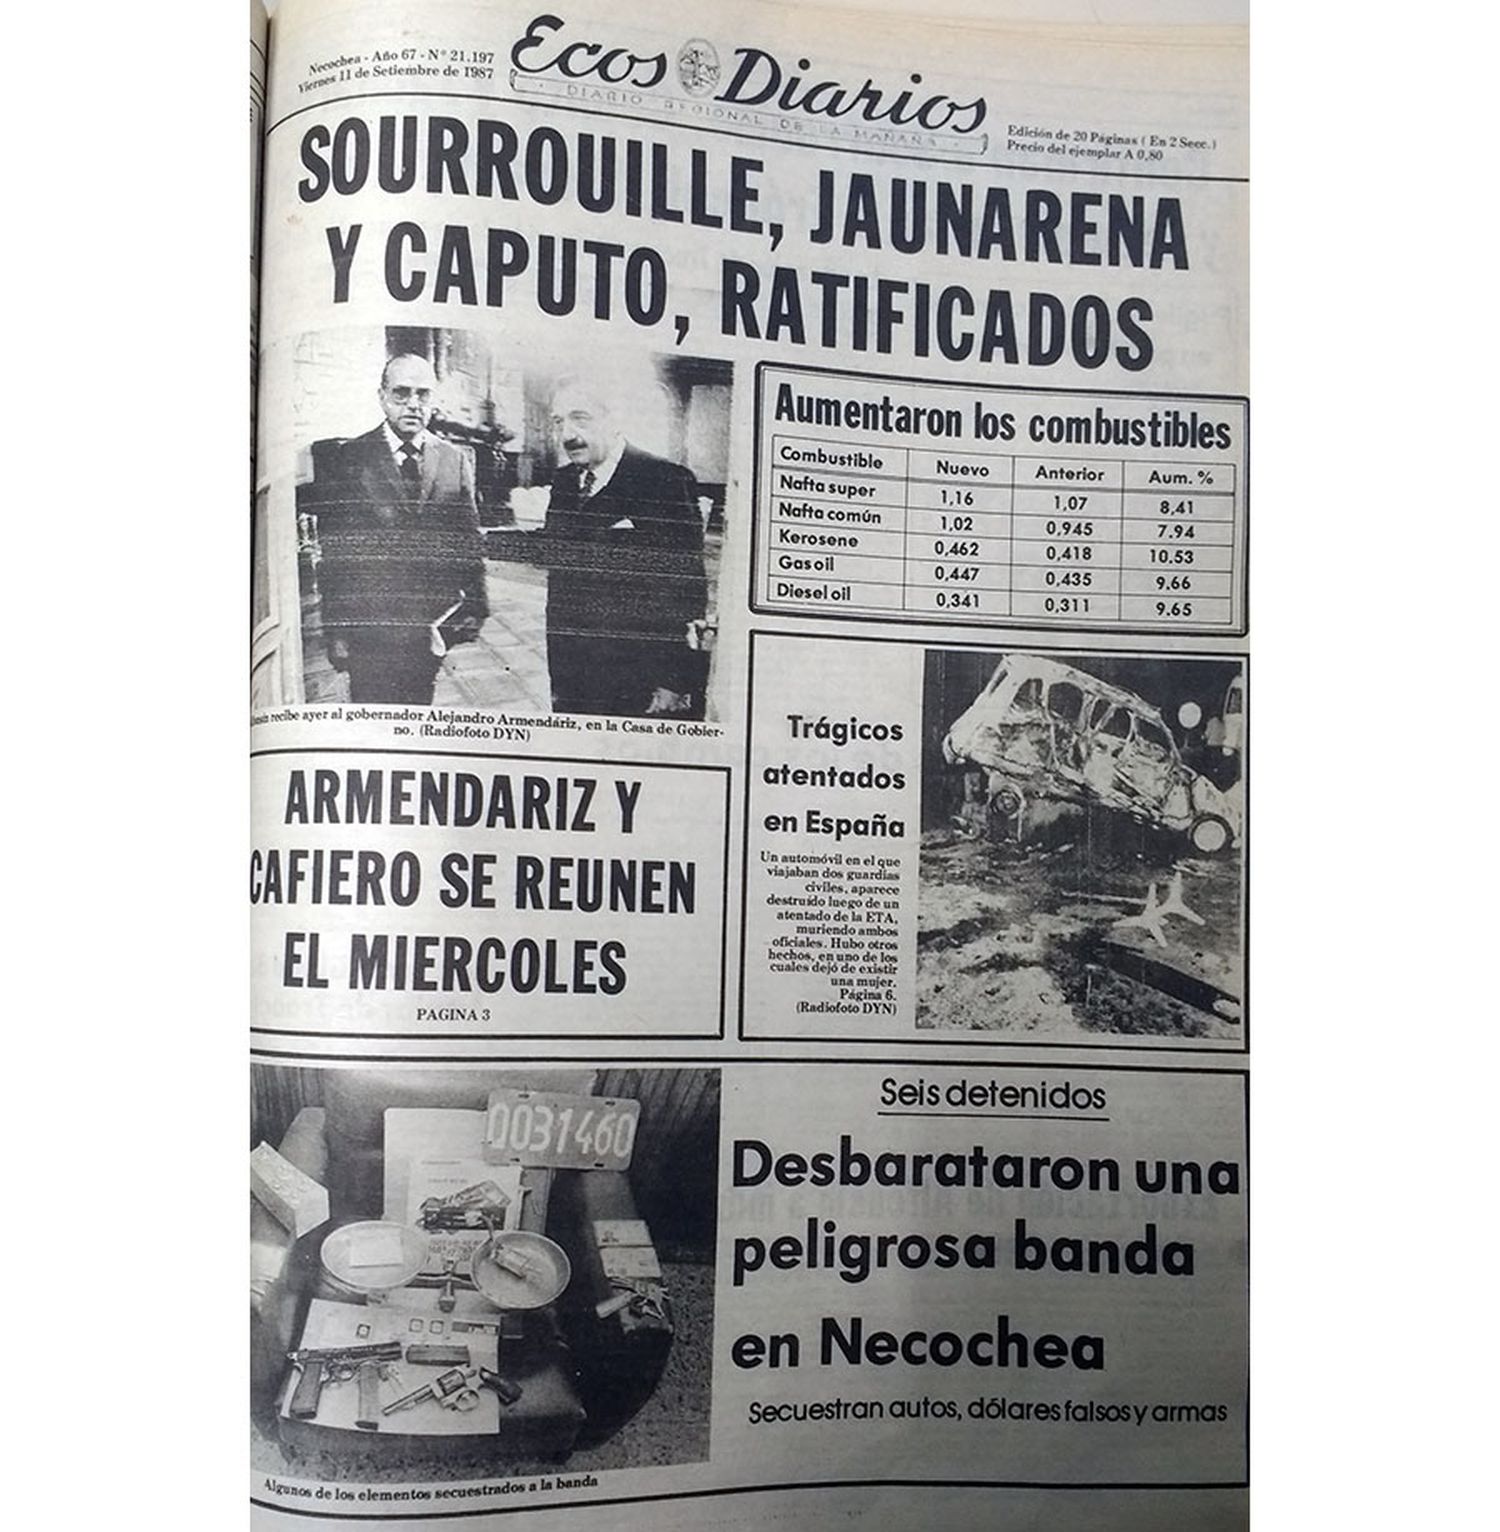 Necochea - Año 67 - N° 21.197
Viernes 11 de Setiembre de 1987
Ecos Diarios
DIARIO REGIONAL DE LA MAÑANA
Edición de 20 Páginas ( En 2 Secc.)
Precio del ejemplar A 0,80
SOURROUILLE, JAUNARENA
Y CAPUTO, RATIFICADOS
recibe ayer al gobernador Alejandro Armendáriz, en la Casa de Gobier-
no. (Radiofoto DYN)
Aumentaron los combustibles
Combustible Nuevo Anterior Aum. %
Nafta super 1,16 1,07 8,41
Nafta común 1,02 0,945 7.94
Kerosene 0,462 0,418 10.53
Gas oil 0,447 0,435 9,66
Diesel oil 0,341 0,311 9.65
ARMENDARIZ Y
CAFIERO SE REUNEN
EL MIERCOLES
PAGINA 3
Trágicos
atentados
en España
Un automóvil en el que
viajaban dos guardias
civiles, aparece
destruído luego de un
atentado de la ETA,
muriendo ambos
oficiales. Hubo otros
hechos, en uno de los
cuales dejó de existir
una mujer.
Página 6.
(Radiofoto DYN)
0031460
Seis detenidos
Desbarataron una
peligrosa banda
en Necochea
Secuestran autos, dólares falsos y armas
Algunos de los elementos secuestrados a la banda